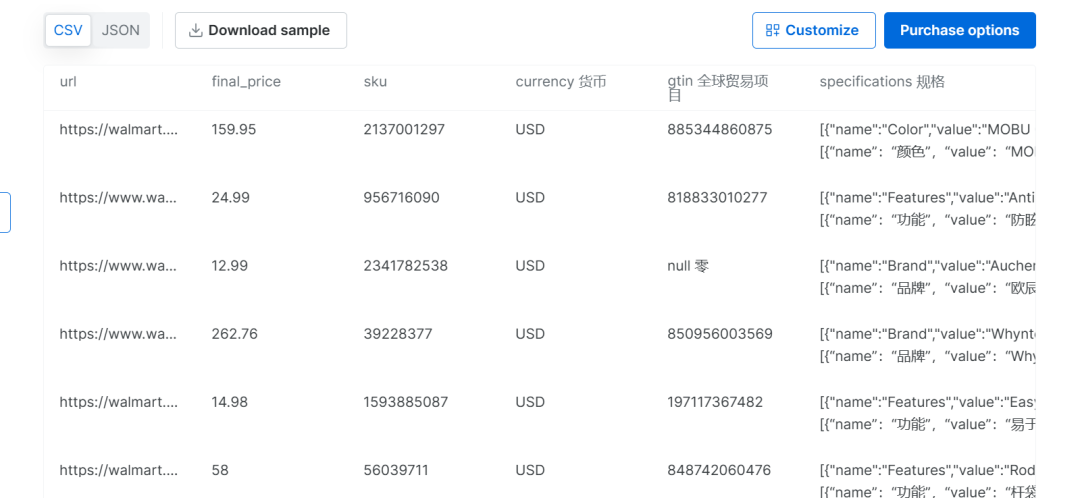 CSV JSON Download sample Customize Purchase options
url final_price sku currency 货币 gtin 全球贸易项目 specifications 规格
https://walmart.... 159.95 2137001297 USD 885344860875 [{"name":"Color","value":"MOBU
[{“name”：“颜色”，“value”：“MO
https://www.wa... 24.99 956716090 USD 818833010277 [{"name":"Features","value":"Anti
[{“name”：“功能”，“value”：“防眩
https://www.wa... 12.99 2341782538 USD null 零 [{"name":"Brand","value":"Aucher
[{“name”：“品牌”，“value”：“欧辰
https://www.wa... 262.76 39228377 USD 850956003569 [{"name":"Brand","value":"Whynt
[{“name”：“品牌”，“value”：“Why
https://walmart.... 14.98 1593885087 USD 197117367482 [{"name":"Features","value":"Easy
[{“name”：“功能”，“value”：“易于
https://walmart.... 58 56039711 USD 848742060476 [{"name":"Features","value":"Rod
[{“name”：“功能”，“value”：“杆袋